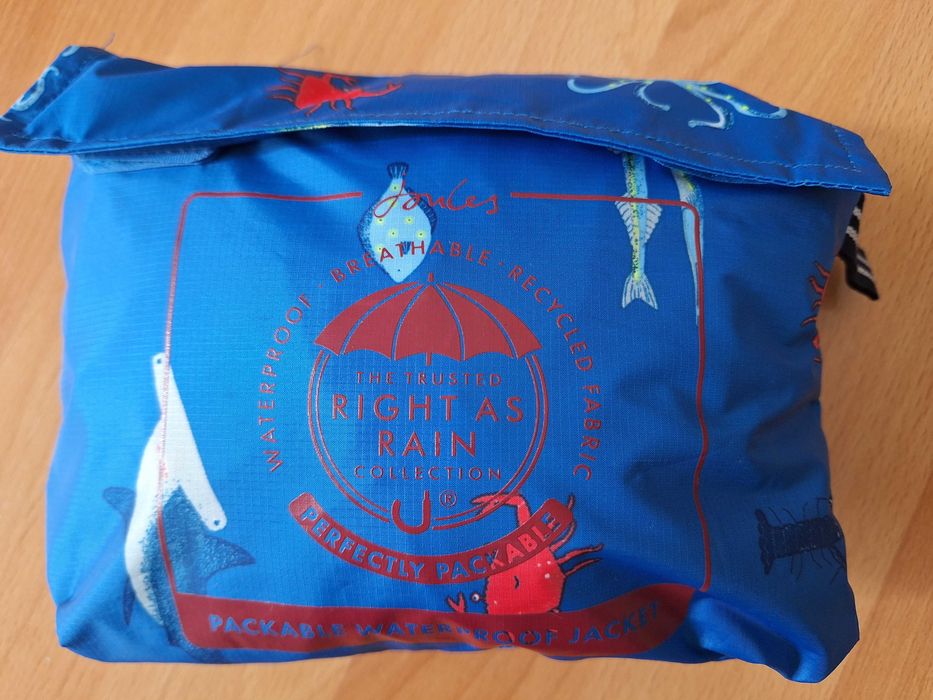 Joules
WATERPROOF · BREATHABLE · RECYCLED FABRIC
THE TRUSTED
RIGHT AS
RAIN
COLLECTION
®
PERFECTLY PACKABLE
PACKABLE WATERPROOF JACKET